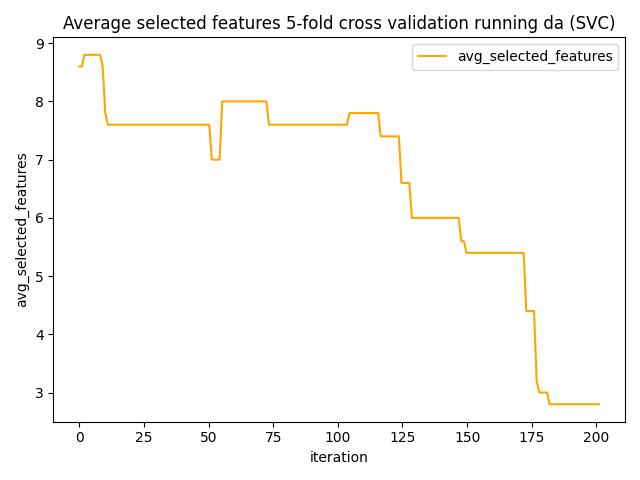 Average selected features 5-fold cross validation running da (SVC)
avg_selected_features
avg_selected_features
9
8
7
6
5
4
3
0 25 50 75 100 125 150 175 200
iteration